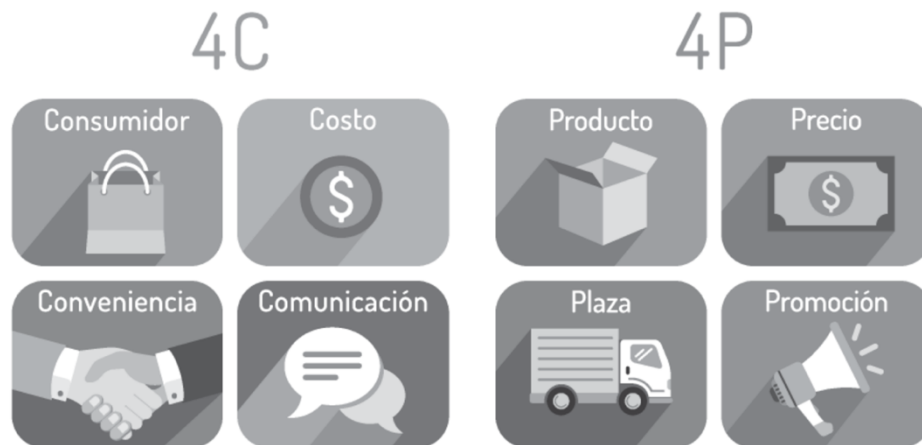 4C
Consumidor
Costo
$
Conveniencia
Comunicación
4P
Producto
Precio
$
Plaza
Promoción